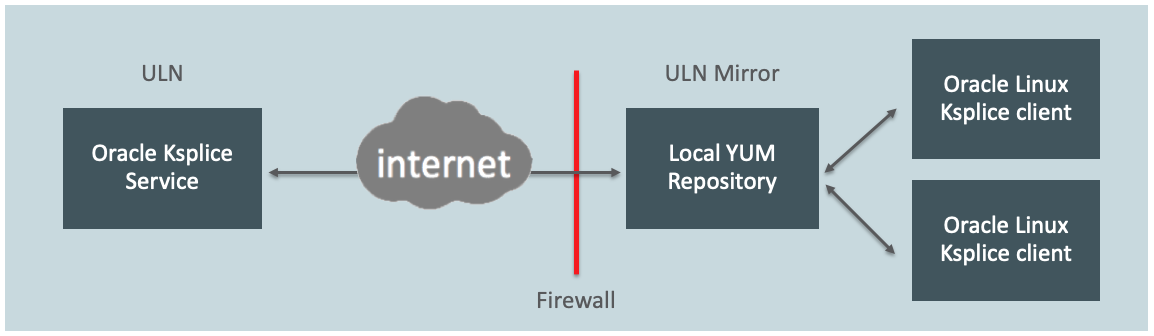 ULN
Oracle Ksplice
Service
internet
Firewall
ULN Mirror
Local YUM
Repository
Oracle Linux
Ksplice client
Oracle Linux
Ksplice client